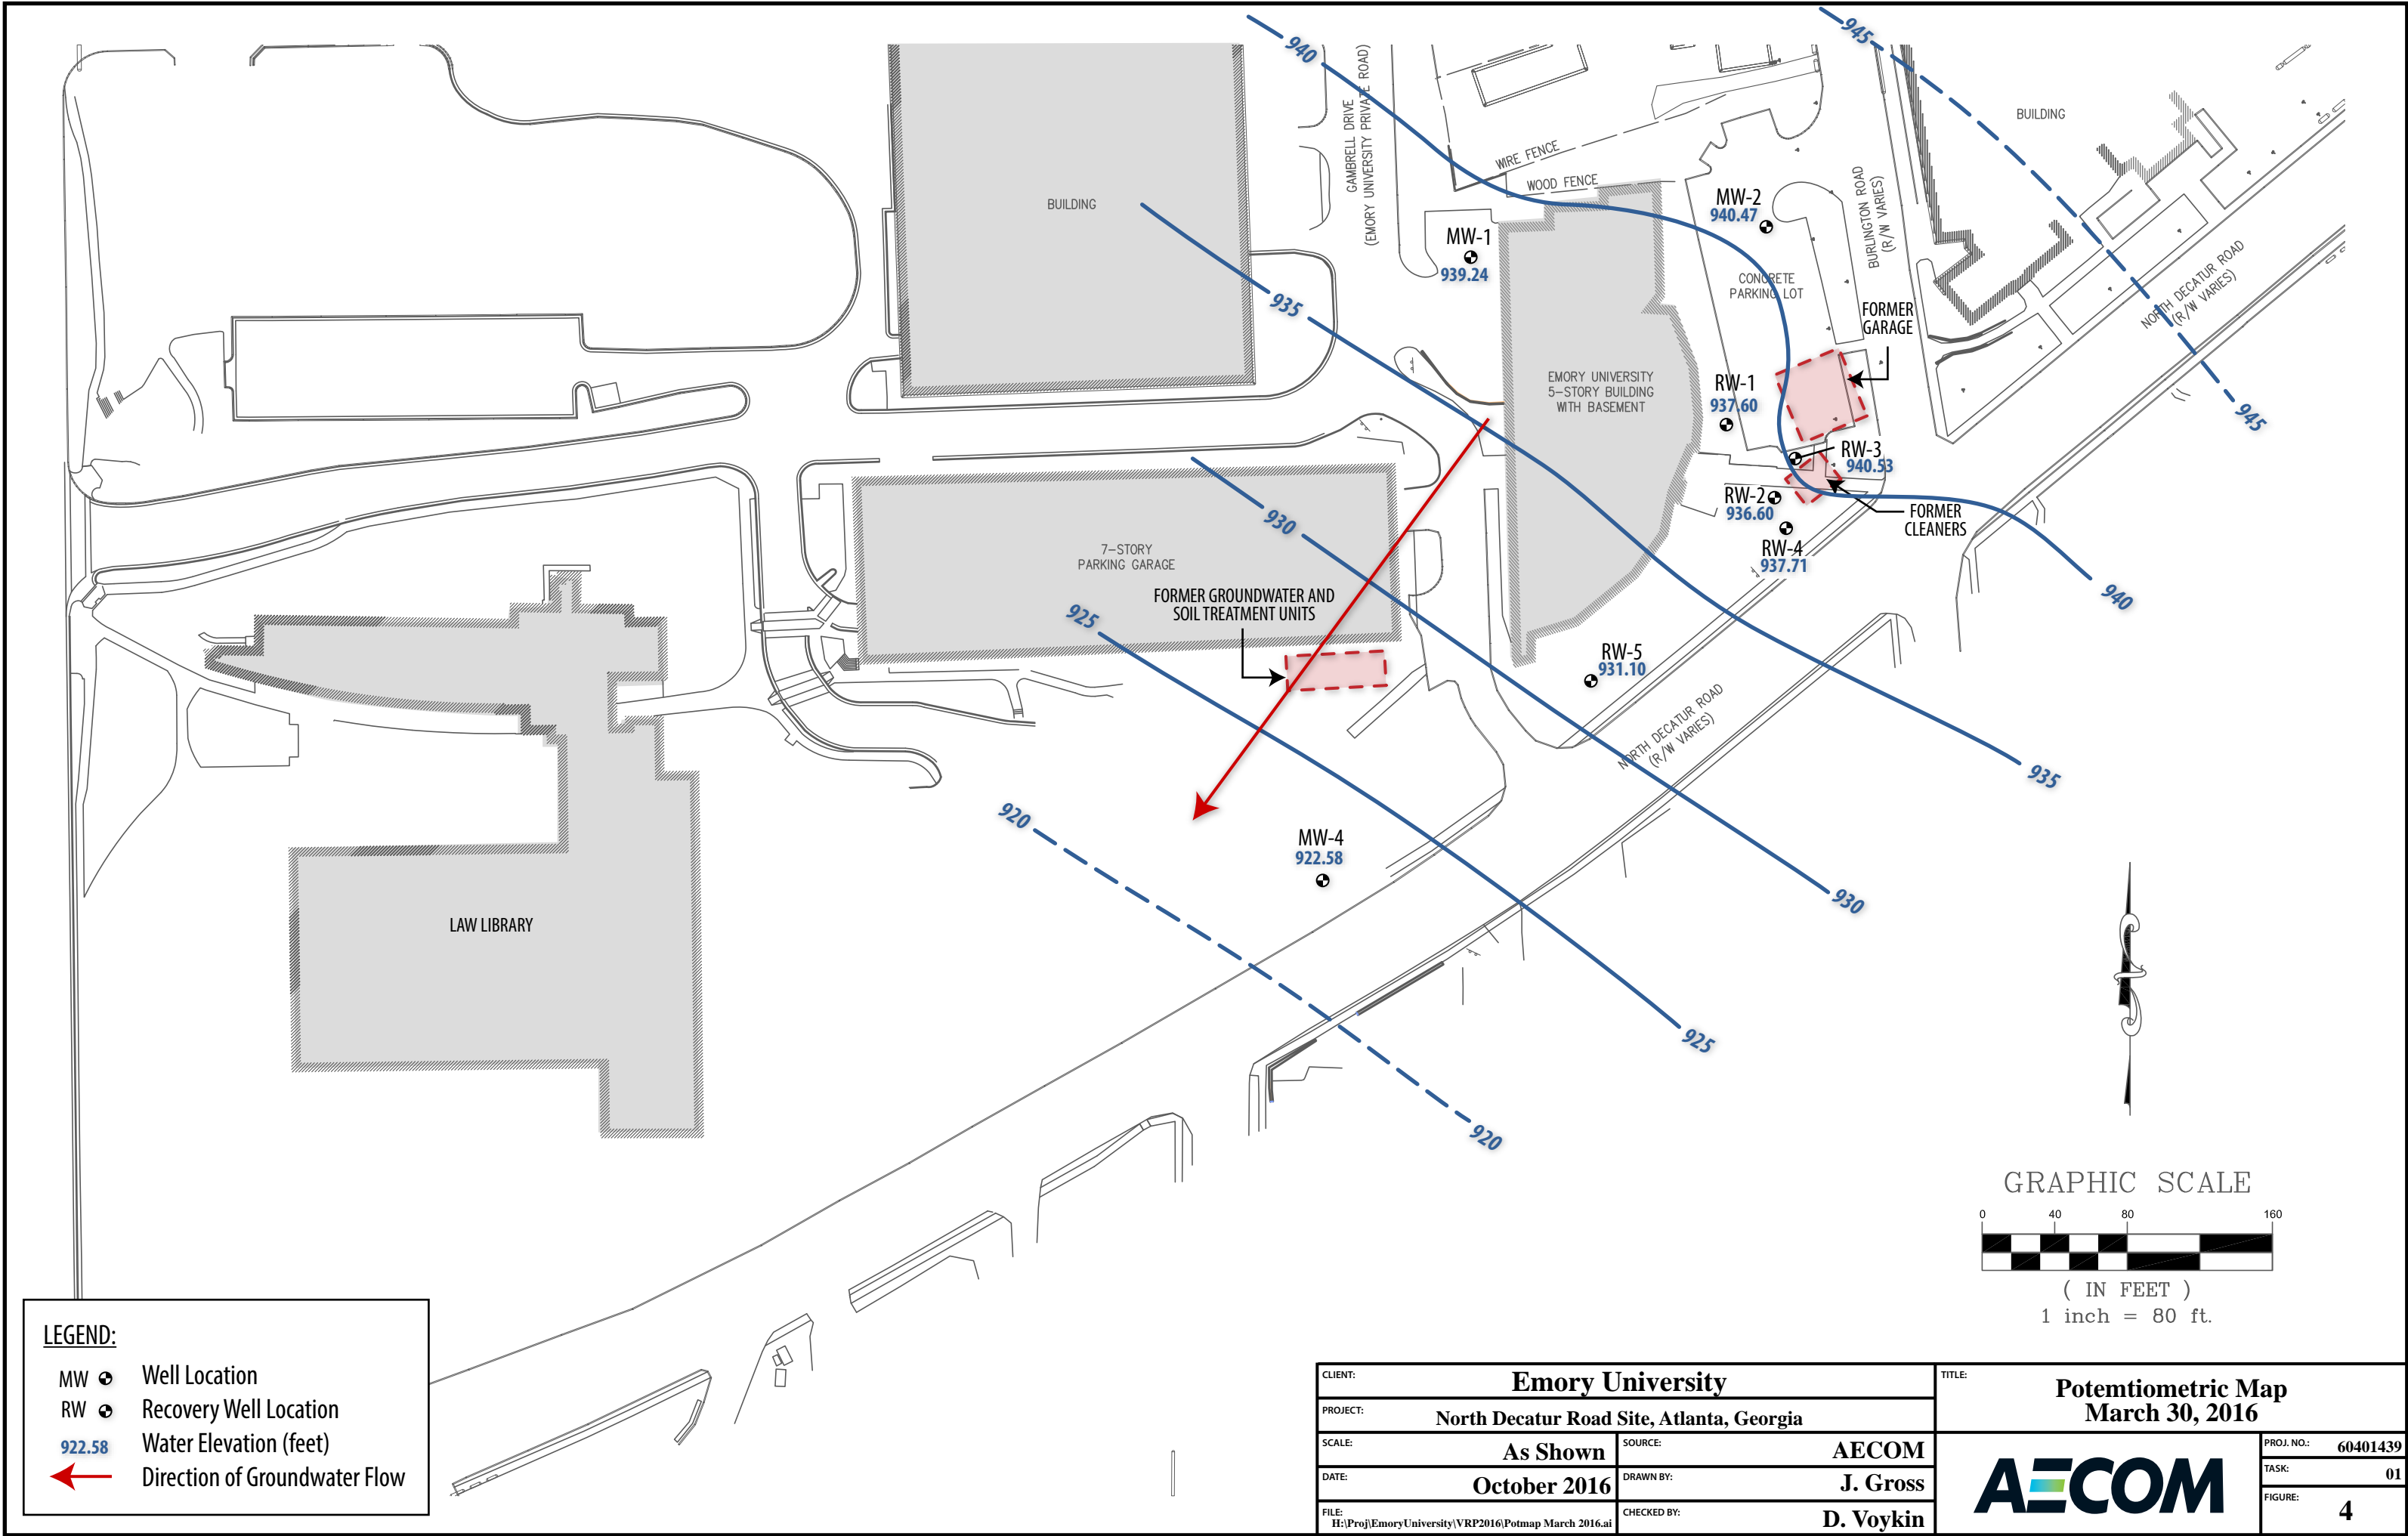 940
945
GAMBRELL DRIVE
(EMORY UNIVERSITY PRIVATE ROAD)
BUILDING
BUILDING
WIRE FENCE
WOOD FENCE
MW-2
940.47
BURLINGTON ROAD
(R/W VARIES)
MW-1
939.24
CONCRETE
PARKING LOT
NORTH DECATUR ROAD
(R/W VARIES)
935
FORMER
GARAGE
EMORY UNIVERSITY
5-STORY BUILDING
WITH BASEMENT
RW-1
937.60
945
RW-3
940.53
RW-2
936.60
FORMER
CLEANERS
930
RW-4
937.71
7-STORY
PARKING GARAGE
FORMER GROUNDWATER AND
SOIL TREATMENT UNITS
925
940
RW-5
931.10
NORTH DECATUR ROAD
(R/W VARIES)
935
920
MW-4
922.58
930
LAW LIBRARY
925
920
GRAPHIC SCALE
0 40 80 160
( IN FEET )
1 inch = 80 ft.
LEGEND:
MW Well Location
RW Recovery Well Location
922.58 Water Elevation (feet)
Direction of Groundwater Flow
CLIENT: Emory University
PROJECT: North Decatur Road Site, Atlanta, Georgia
SCALE: As Shown
SOURCE: AECOM
DATE: October 2016
DRAWN BY: J. Gross
FILE: H:\Proj\EmoryUniversity\VRP2016\Potmap March 2016.ai
CHECKED BY: D. Voykin
TITLE: Potemtiometric Map
March 30, 2016
AECOM
PROJ. NO.: 60401439
TASK: 01
FIGURE: 4